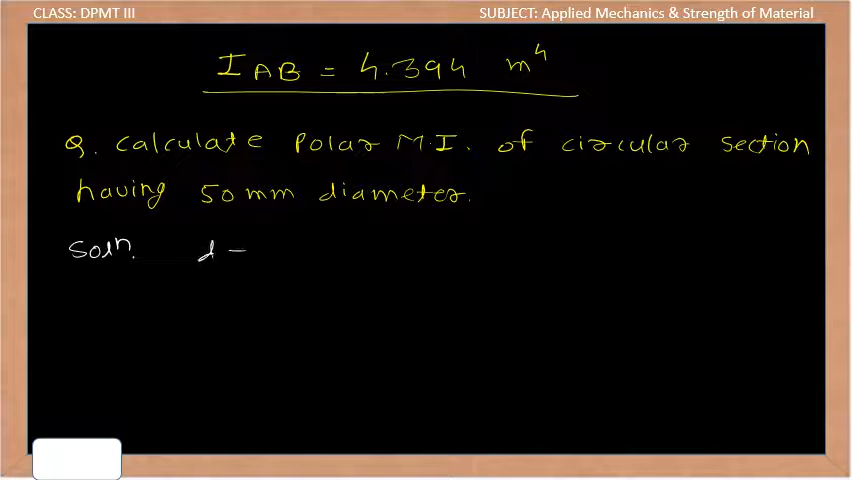 CLASS: DPMT III
SUBJECT: Applied Mechanics & Strength of Material
I AB = 4.394 m⁴
Q. Calculate Polar M.I. of circular section
having 50 mm diameter.
Solⁿ. d =